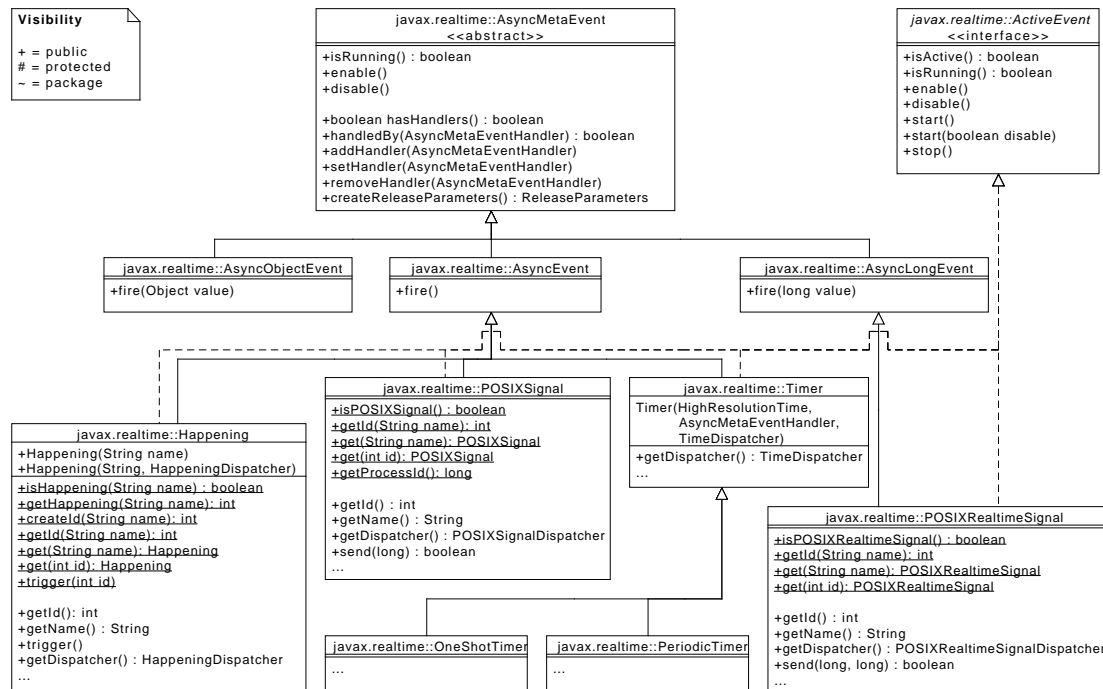 Visibility
+ = public
# = protected
~ = package
javax.realtime::AsyncMetaEvent
<<abstract>>
+isRunning() : boolean
+enable()
+disable()
+boolean hasHandlers() : boolean
+handledBy(AsyncMetaEventHandler) : boolean
+addHandler(AsyncMetaEventHandler)
+setHandler(AsyncMetaEventHandler)
+removeHandler(AsyncMetaEventHandler)
+createReleaseParameters() : ReleaseParameters
javax.realtime::ActiveEvent
<<interface>>
+isActive() : boolean
+isRunning() : boolean
+enable()
+disable()
+start()
+start(boolean disable)
+stop()
javax.realtime::AsyncObjectEvent
+fire(Object value)
javax.realtime::AsyncEvent
+fire()
javax.realtime::AsyncLongEvent
+fire(long value)
javax.realtime::Happening
+Happening(String name)
+Happening(String, HappeningDispatcher)
+isHappening(String name) : boolean
+getHappening(String name): int
+createId(String name): int
+getId(String name): int
+get(String name): Happening
+get(int id): Happening
+trigger(int id)
+getId(): int
+getName() : String
+trigger()
+getDispatcher() : HappeningDispatcher
...
javax.realtime::POSIXSignal
+isPOSIXSignal() : boolean
+getId(String name): int
+get(String name): POSIXSignal
+get(int id): POSIXSignal
+getProcessId(): long
+getId() : int
+getName() : String
+getDispatcher() : POSIXSignalDispatcher
+send(long) : boolean
...
javax.realtime::Timer
Timer(HighResolutionTime,
AsyncMetaEventHandler,
TimeDispatcher)
+getDispatcher() : TimeDispatcher
...
javax.realtime::POSIXRealtimeSignal
+isPOSIXRealtimeSignal() : boolean
+getId(String name): int
+get(String name): POSIXRealtimeSignal
+get(int id): POSIXRealtimeSignal
+getId() : int
+getName() : String
+getDispatcher() : POSIXRealtimeSignalDispatcher
+send(long, long) : boolean
...
javax.realtime::OneShotTimer
...
javax.realtime::PeriodicTimer
...